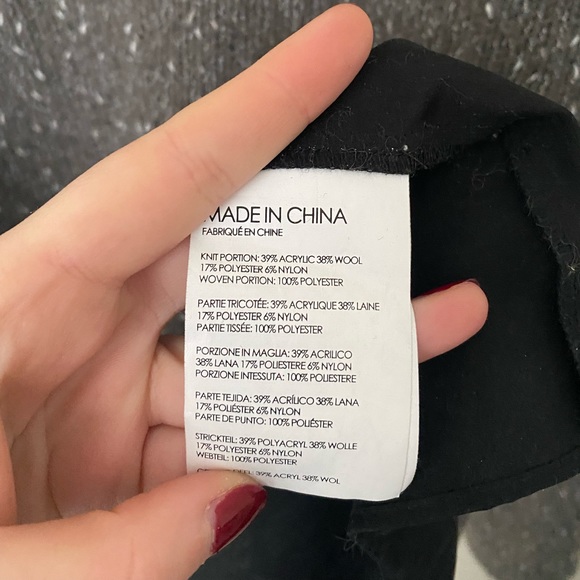 MADE IN CHINA
FABRIQUÉ EN CHINE
KNIT PORTION: 39% ACRYLIC 38% WOOL
17% POLYESTER 6% NYLON
WOVEN PORTION: 100% POLYESTER
PARTIE TRICOTÉE: 39% ACRYLIQUE 38% LAINE
17% POLYESTER 6% NYLON
PARTIE TISSÉE: 100% POLYESTER
PORZIONE IN MAGLIA: 39% ACRILICO
38% LANA 17% POLIESTERE 6% NYLON
PORZIONE INTESSUTA: 100% POLIESTERE
PARTE TEJIDA: 39% ACRÍLICO 38% LANA
17% POLIÉSTER 6% NYLON
PARTE DE PUNTO: 100% POLIÉSTER
STRICKTEIL: 39% POLYACRYL 38% WOLLE
17% POLYESTER 6% NYLON
WEBTEIL: 100% POLYESTER
39% ACRYL 38% WOL